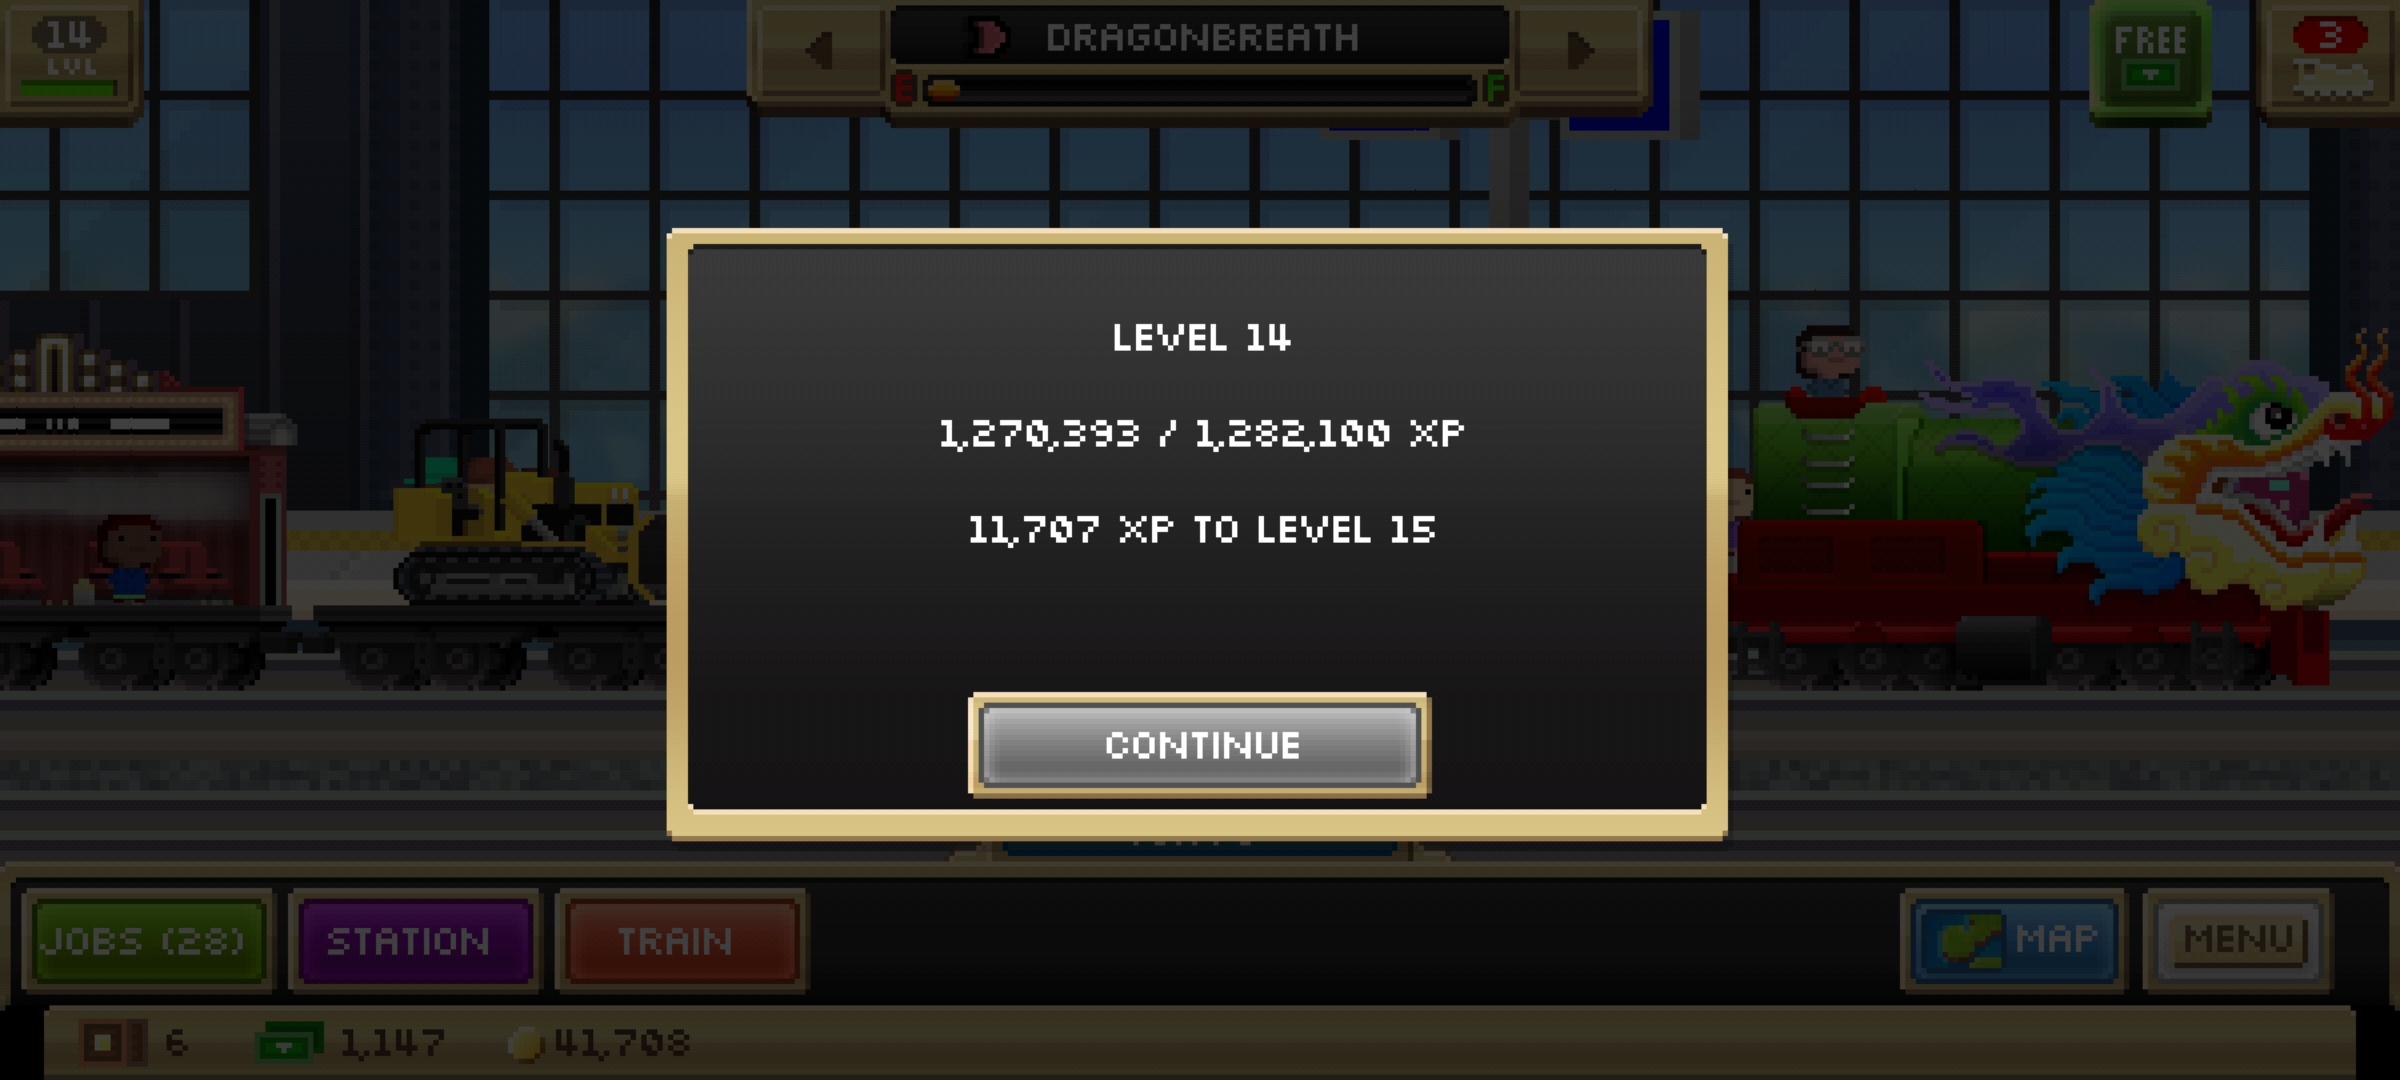 14
LVL
DRAGONBREATH
E
F
FREE
3
LEVEL 14
1,270,393 / 1,282,100 XP
11,707 XP TO LEVEL 15
CONTINUE
JOBS (28)
STATION
TRAIN
MAP
MENU
6
1,147
41,708